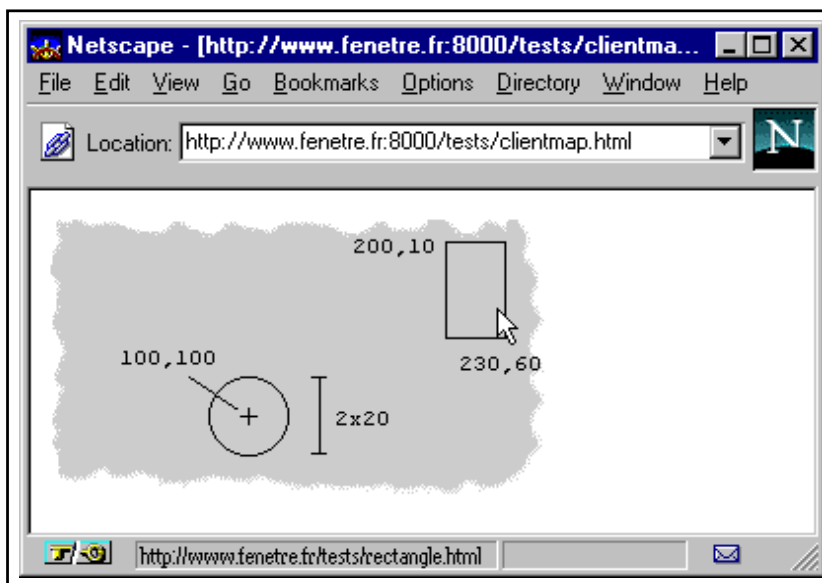 Netscape - [http://www.fenetre.fr:8000/tests/clientma...
File Edit View Go Bookmarks Options Directory Window Help
Location: http://www.fenetre.fr:8000/tests/clientmap.html
N
200,10
100,100
230,60
2x20
http://www.fenetre.fr/tests/rectangle.html